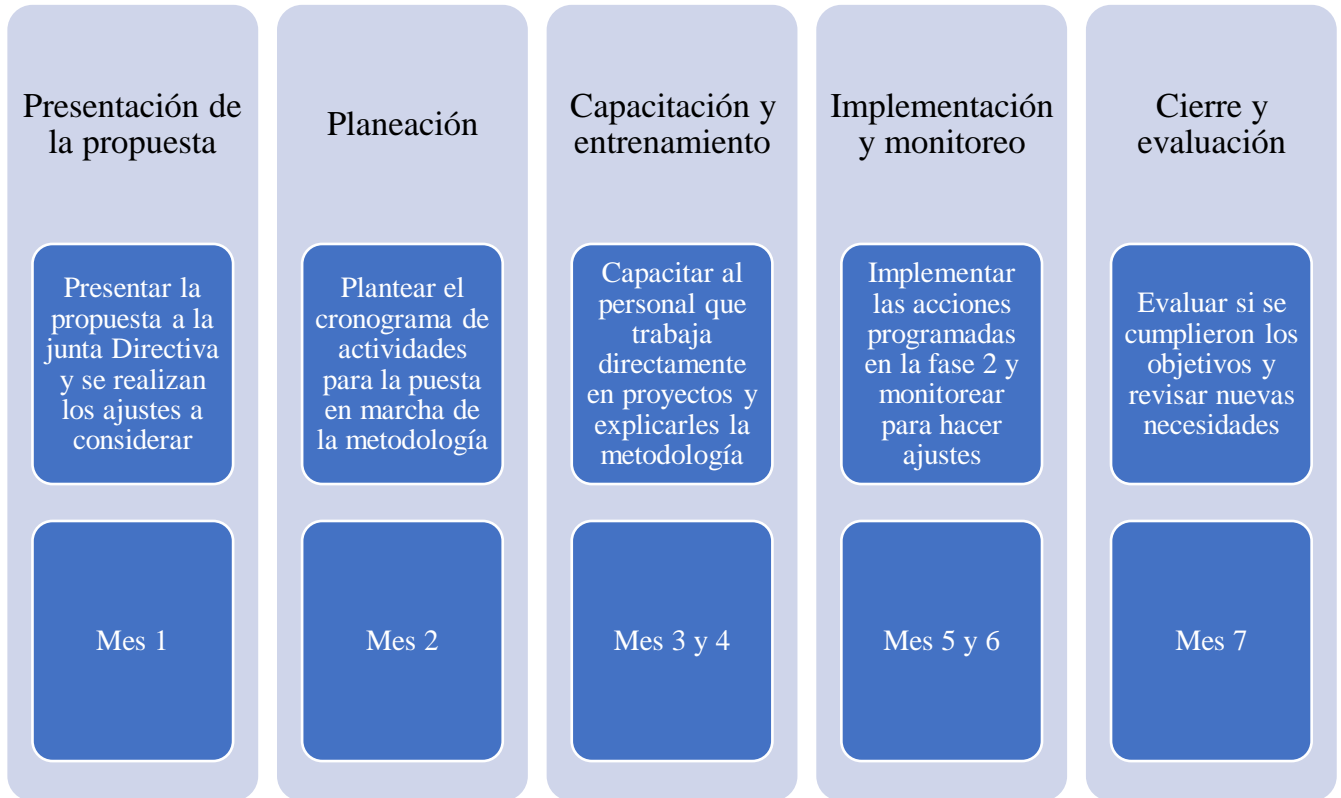 Presentación de
la propuesta
Presentar la
propuesta a la
junta Directiva
y se realizan
los ajustes a
considerar
Mes 1
Planeación
Plantear el
cronograma de
actividades
para la puesta
en marcha de
la metodología
Mes 2
Capacitación y
entrenamiento
Capacitar al
personal que
trabaja
directamente
en proyectos y
explicarles la
metodología
Mes 3 y 4
Implementación
y monitoreo
Implementar
las acciones
programadas
en la fase 2 y
monitorear
para hacer
ajustes
Mes 5 y 6
Cierre y
evaluación
Evaluar si se
cumplieron los
objetivos y
revisar nuevas
necesidades
Mes 7